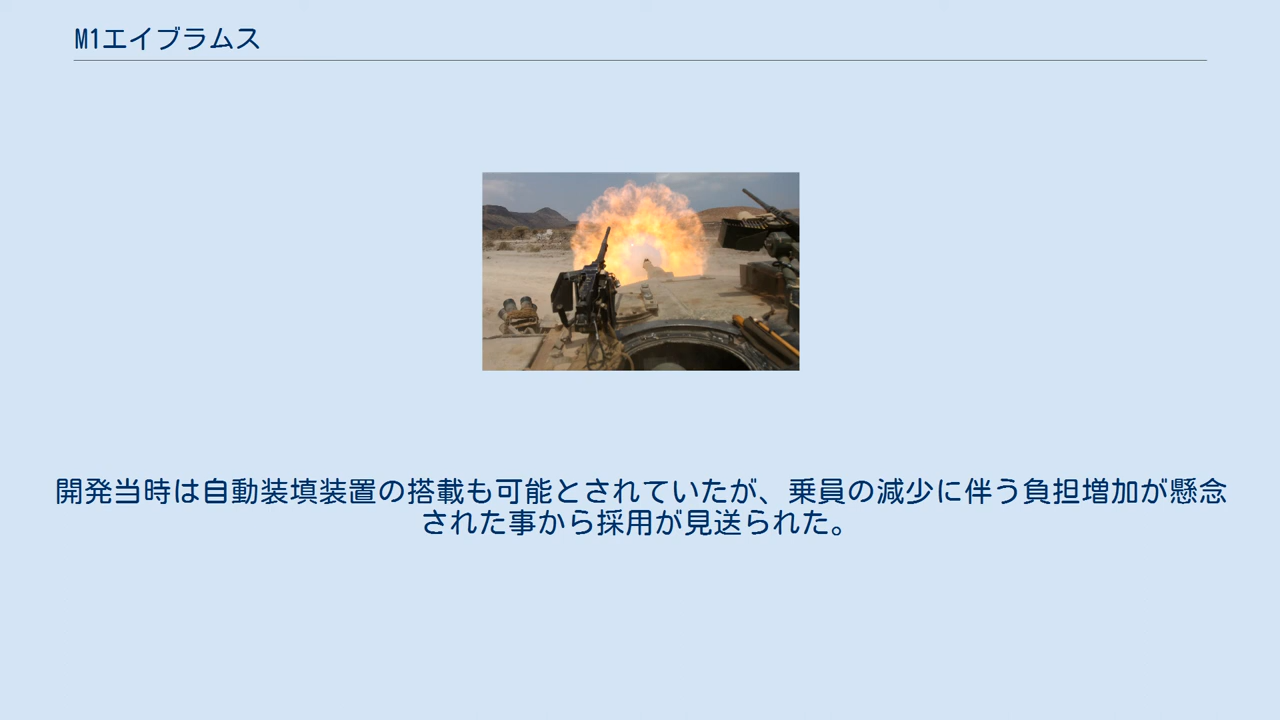 M1エイブラムス
開発当時は自動装填装置の搭載も可能とされていたが、乗員の減少に伴う負担増加が懸念
された事から採用が見送られた。